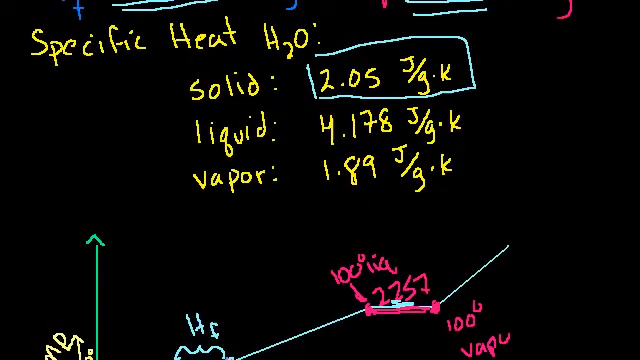 Specific Heat H₂O:
solid: 2.05 J/g·k
liquid: 4.178 J/g·k
vapor: 1.89 J/g·k
100° liq
2257
Hf
100°
vapo